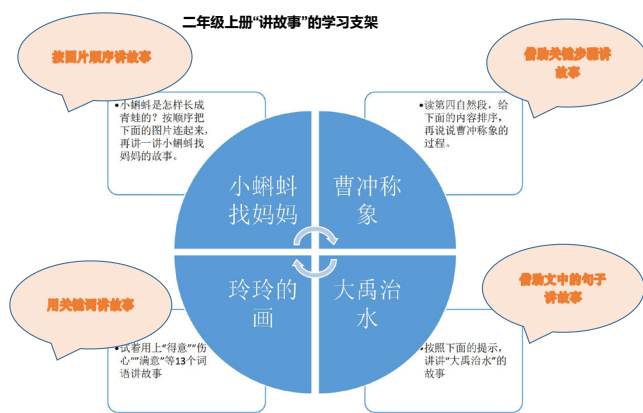 二年级上册“讲故事”的学习支架
按图片顺序讲故事
借助关键步骤讲
故事
•小蝌蚪是怎样长成
青蛙的？按顺序把
下面的图片连起来，
再讲一讲小蝌蚪找
妈妈的故事。
•读第四自然段，给
下面的内容排序，
再说说曹冲称象的
过程。
小蝌蚪
找妈妈
曹冲称
象
玲玲的
画
大禹治
水
用关键词讲故事
借助文中的句子
讲故事
•试着用上“得意”“伤
心”“满意”等13个词
语讲故事
•按照下面的提示，
讲讲“大禹治水”的
故事